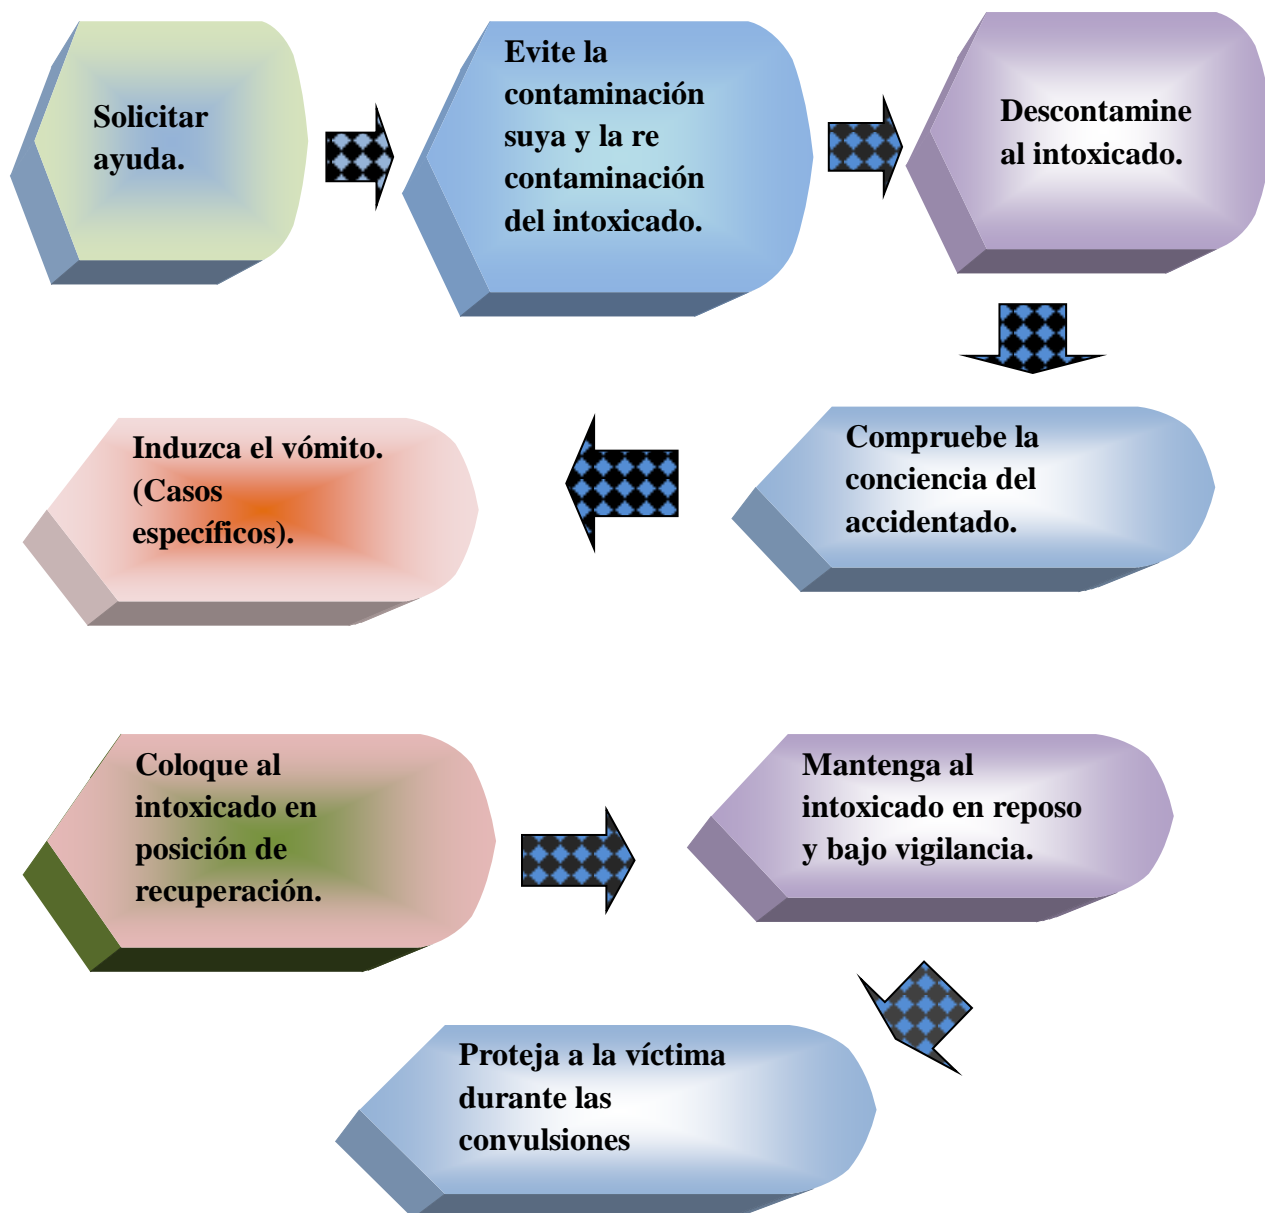 Solicitar
ayuda.
Evite la
contaminación
suya y la re
contaminación
del intoxicado.
Descontamine
al intoxicado.
Compruebe la
conciencia del
accidentado.
Induzca el vómito.
(Casos
específicos).
Coloque al
intoxicado en
posición de
recuperación.
Mantenga al
intoxicado en reposo
y bajo vigilancia.
Proteja a la víctima
durante las
convulsiones